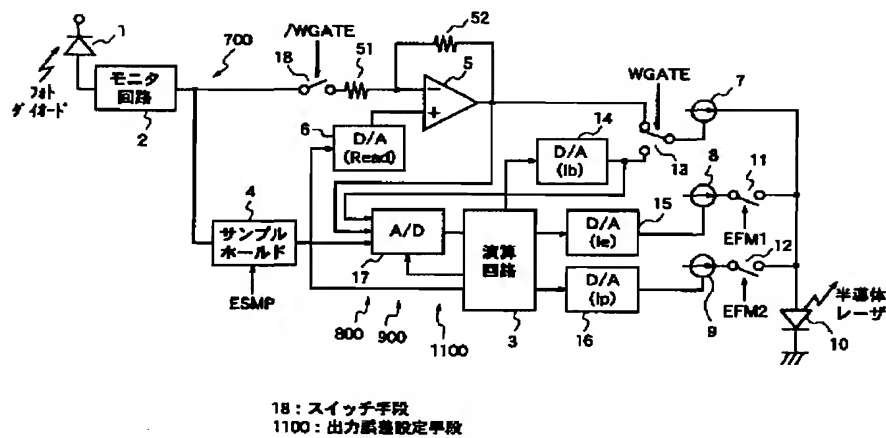 /WGATE
52
1
18
51
700
5
フォト
ダイオード
モニタ
回路
2
WGATE
7
6
D/A
(Read)
14
D/A
(Ib)
13
8
11
4
サンプル
ホールド
A/D
17
演算
回路
3
15
D/A
(Ie)
EFM1
12
D/A
(Ip)
16
9
EFM2
ESMP
800
900
1100
半導体
レーザ
10
18：スイッチ手段
1100：出力誤差設定手段